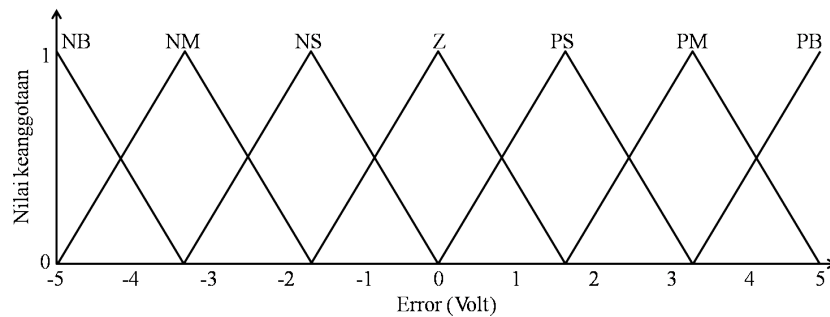 NB NM NS Z PS PM PB
1
Nilai keanggotaan
0
-5 -4 -3 -2 -1 0 1 2 3 4 5
Error (Volt)